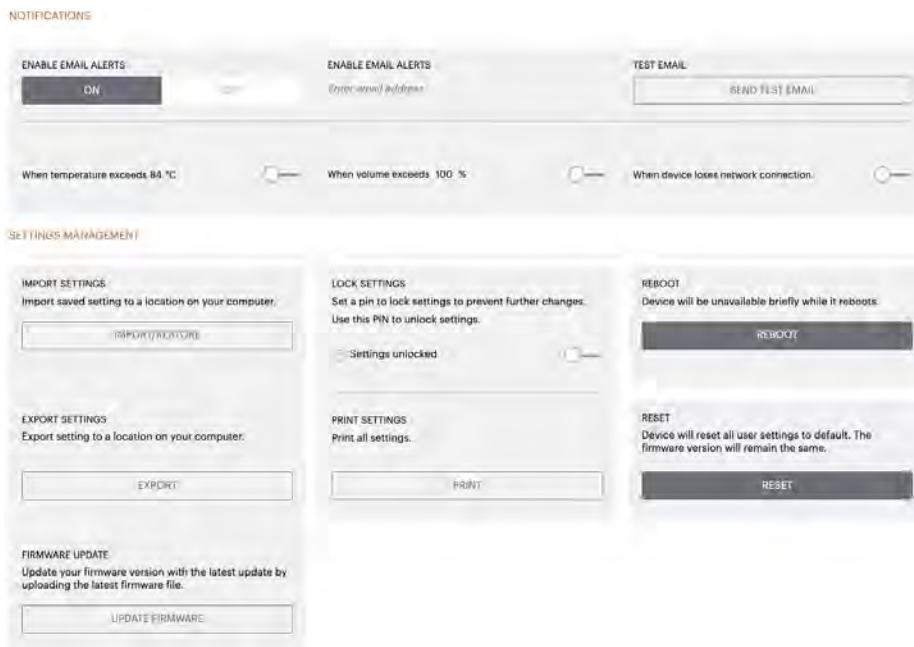 NOTIFICATIONS
ENABLE EMAIL ALERTS
ON
OFF
ENABLE EMAIL ALERTS
Enter email address
TEST EMAIL
SEND TEST EMAIL
When temperature exceeds 84 °C
When volume exceeds 100 %
When device loses network connection.
SETTINGS MANAGEMENT
IMPORT SETTINGS
Import saved setting to a location on your computer.
IMPORT/RESTORE
EXPORT SETTINGS
Export setting to a location on your computer.
EXPORT
FIRMWARE UPDATE
Update your firmware version with the latest update by
uploading the latest firmware file.
UPDATE FIRMWARE
LOCK SETTINGS
Set a pin to lock settings to prevent further changes.
Use this PIN to unlock settings.
Settings unlocked
PRINT SETTINGS
Print all settings.
PRINT
REBOOT
Device will be unavailable briefly while it reboots.
REBOOT
RESET
Device will reset all user settings to default. The
firmware version will remain the same.
RESET